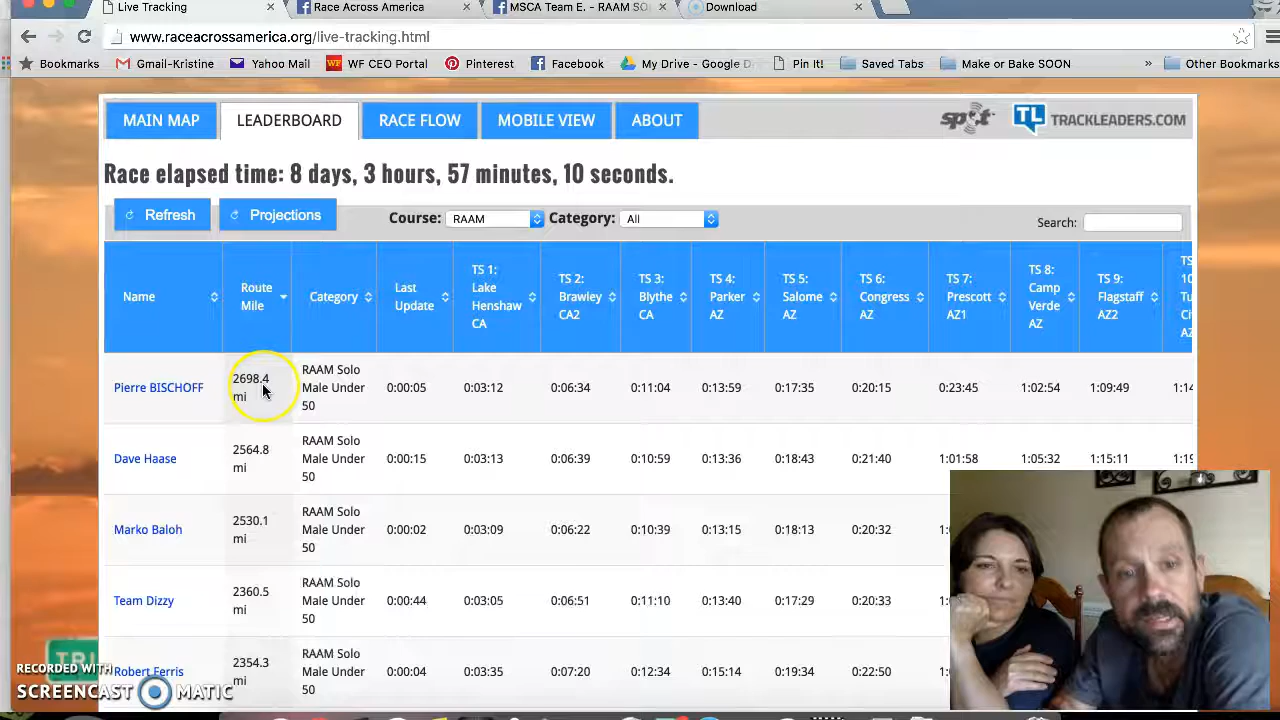 Live Tracking × Race Across America × MSCA Team E. - RAAM SO × Download ×
www.raceacrossamerica.org/live-tracking.html
Bookmarks Gmail-Kristine Yahoo Mail WF WF CEO Portal Pinterest Facebook My Drive - Google D Pin It! Saved Tabs Make or Bake SOON » Other Bookmarks
MAIN MAP LEADERBOARD RACE FLOW MOBILE VIEW ABOUT spot TL TRACKLEADERS.COM
Race elapsed time: 8 days, 3 hours, 57 minutes, 10 seconds.
Refresh Projections Course: RAAM Category: All Search:
Name
Route
Mile
Category
Last
Update
TS 1:
Lake
Henshaw
CA
TS 2:
Brawley
CA2
TS 3:
Blythe
CA
TS 4:
Parker
AZ
TS 5:
Salome
AZ
TS 6:
Congress
AZ
TS 7:
Prescott
AZ1
TS 8:
Camp
Verde
AZ
TS 9:
Flagstaff
AZ2
Pierre BISCHOFF
2698.4
mi
RAAM Solo
Male Under
50
0:00:05 0:03:12 0:06:34 0:11:04 0:13:59 0:17:35 0:20:15 0:23:45 1:02:54 1:09:49 1:14
Dave Haase
2564.8
mi
RAAM Solo
Male Under
50
0:00:15 0:03:13 0:06:39 0:10:59 0:13:36 0:18:43 0:21:40 1:01:58 1:05:32 1:15:11
Marko Baloh
2530.1
mi
RAAM Solo
Male Under
50
0:00:02 0:03:09 0:06:22 0:10:39 0:13:15 0:18:13 0:20:32
Team Dizzy
2360.5
mi
RAAM Solo
Male Under
50
0:00:44 0:03:05 0:06:51 0:11:10 0:13:40 0:17:29 0:20:33
Robert Ferris
2354.3
mi
RAAM Solo
Male Under
50
0:00:04 0:03:35 0:07:20 0:12:34 0:15:14 0:19:34 0:22:50
RECORDED WITH
SCREENCAST MATIC